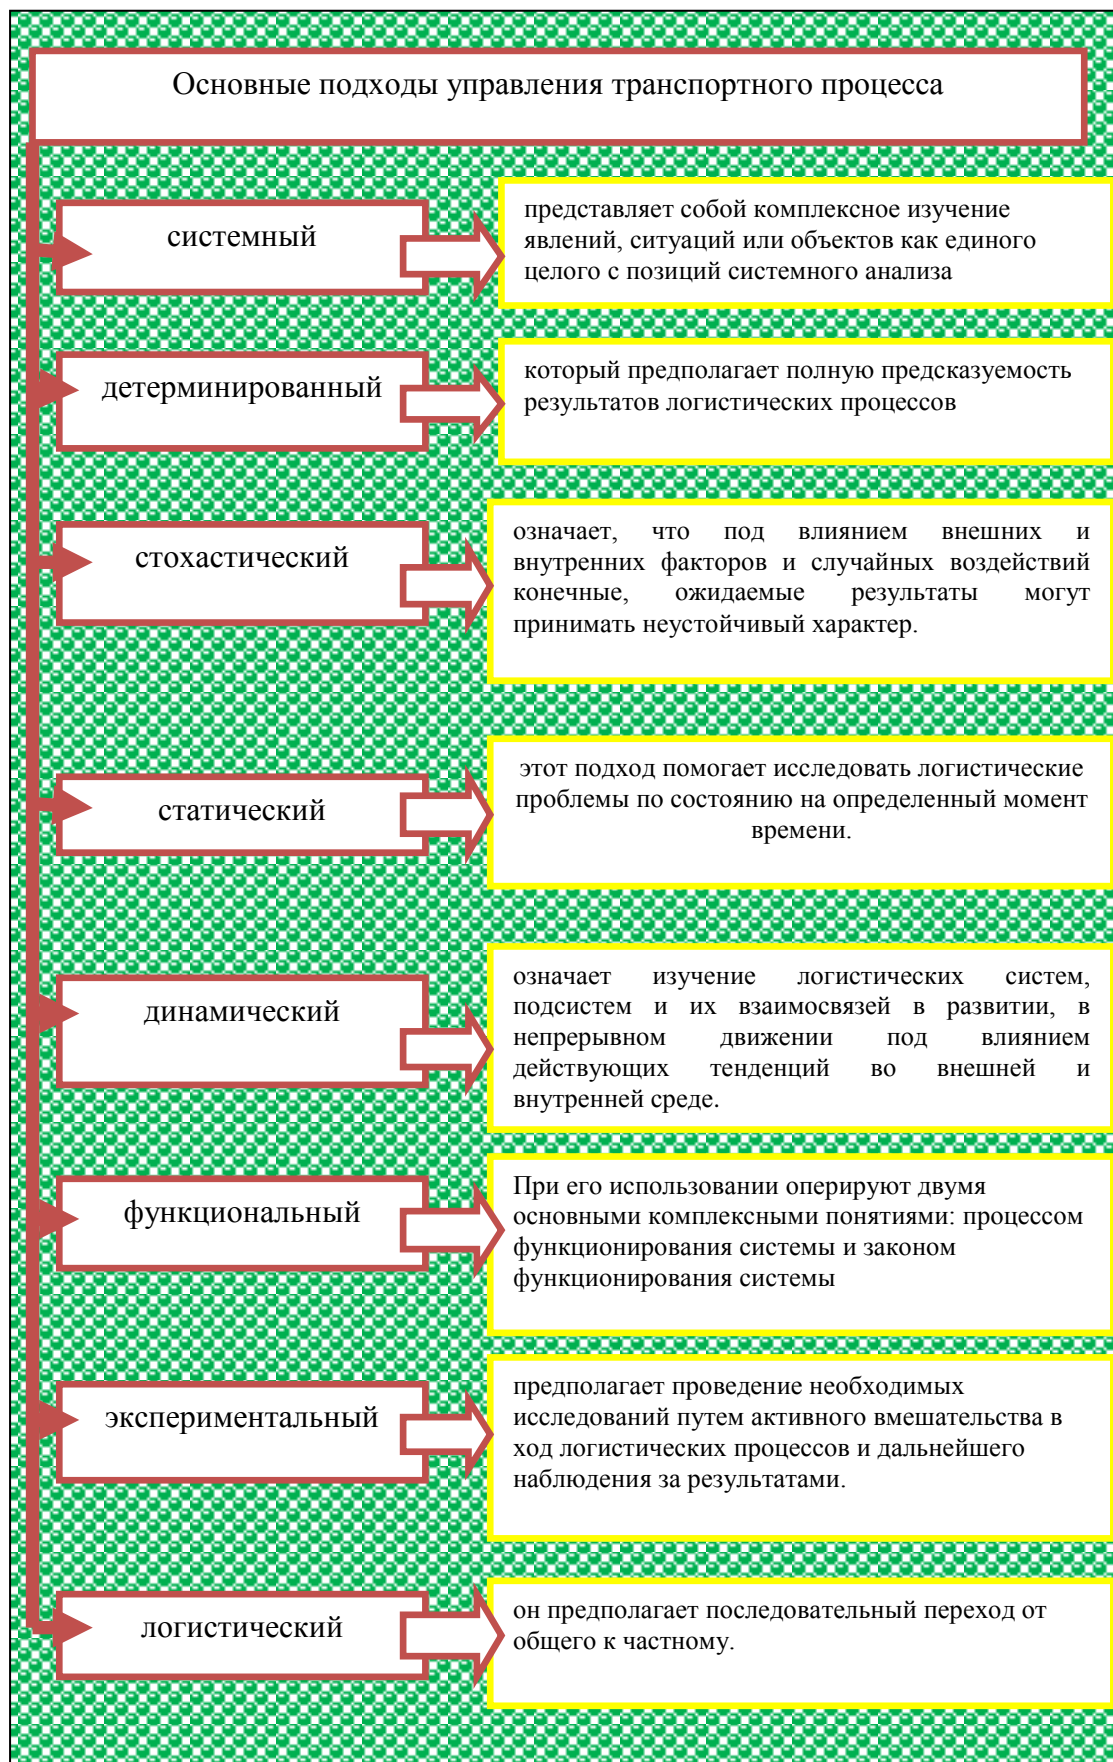 Основные подходы управления транспортного процесса
системный
представляет собой комплексное изучение
явлений, ситуаций или объектов как единого
целого с позиций системного анализа
детерминированный
который предполагает полную предсказуемость
результатов логистических процессов
стохастический
означает, что под влиянием внешних и
внутренних факторов и случайных воздействий
конечные, ожидаемые результаты могут
принимать неустойчивый характер.
статический
этот подход помогает исследовать логистические
проблемы по состоянию на определенный момент
времени.
динамический
означает изучение логистических систем,
подсистем и их взаимосвязей в развитии, в
непрерывном движении под влиянием
действующих тенденций во внешней и
внутренней среде.
функциональный
При его использовании оперируют двумя
основными комплексными понятиями: процессом
функционирования системы и законом
функционирования системы
экспериментальный
предполагает проведение необходимых
исследований путем активного вмешательства в
ход логистических процессов и дальнейшего
наблюдения за результатами.
логистический
он предполагает последовательный переход от
общего к частному.